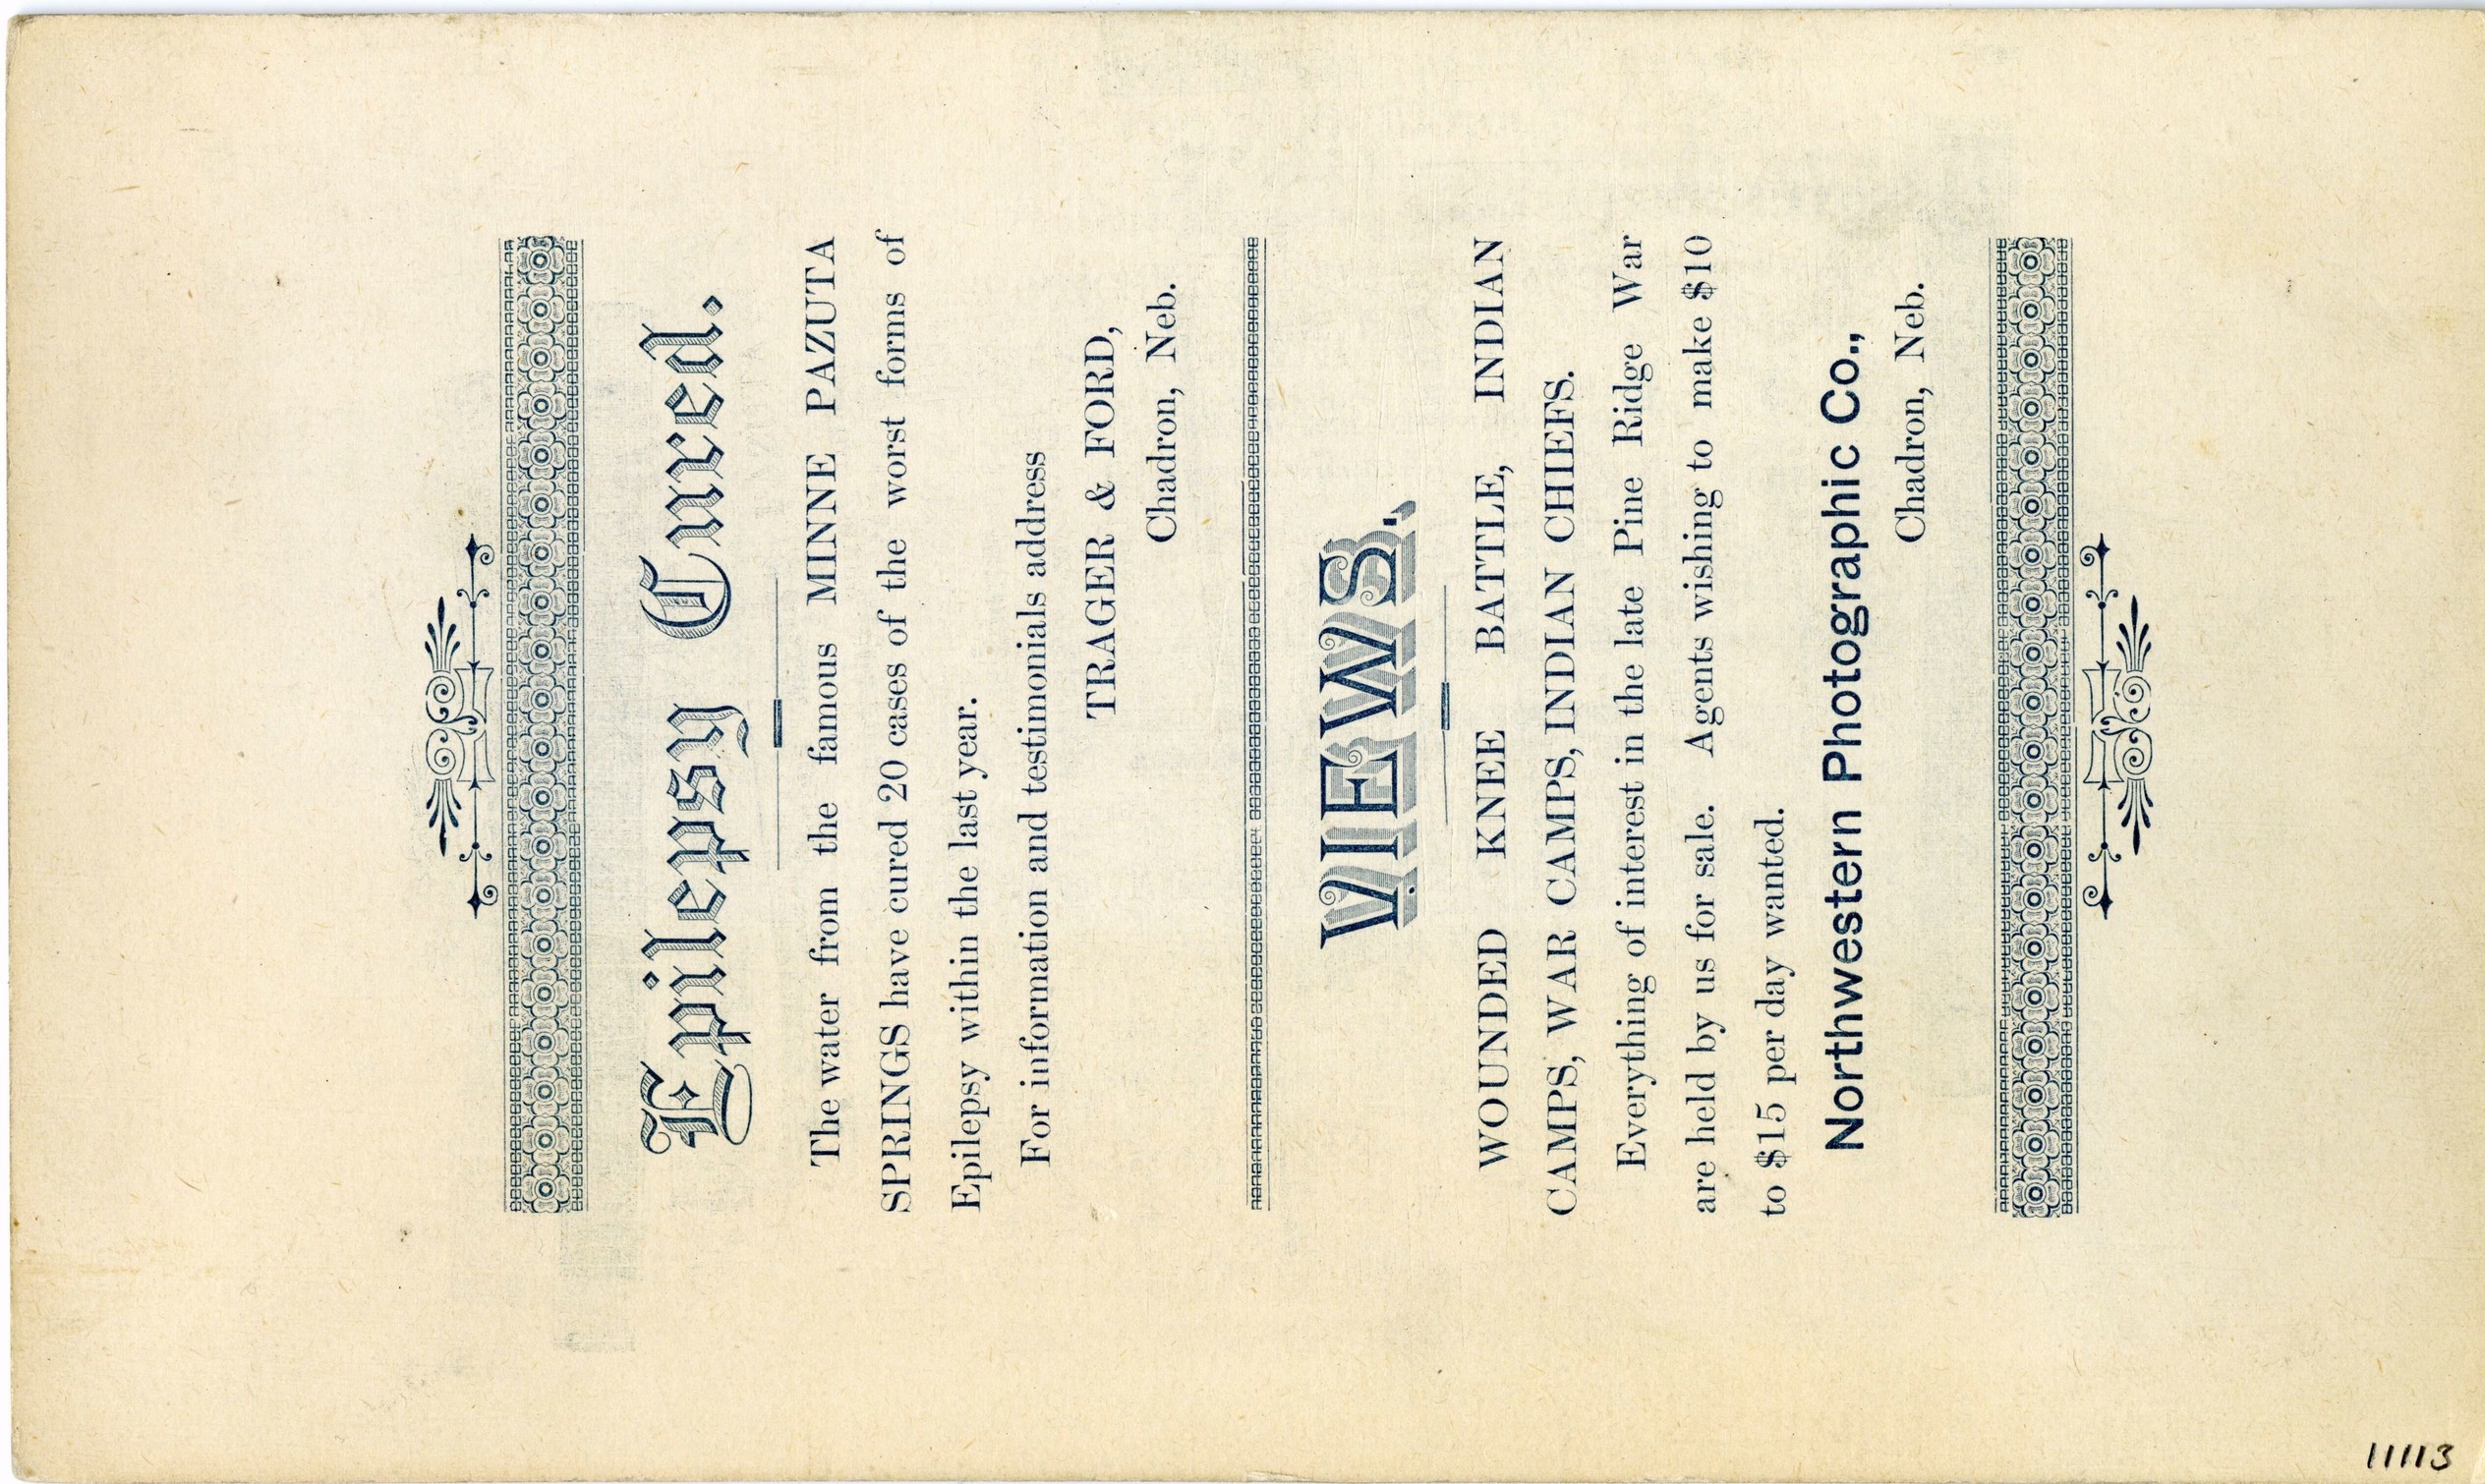 Epilepsy Cured.
The water from the famous MINNE PAZUTA
SPRINGS have cured 20 cases of the worst forms of
Epilepsy within the last year.
For information and testimonials address
TRAGER & FORD,
Chadron, Neb.
VIEWS.
WOUNDED KNEE BATTLE, INDIAN
CAMPS, WAR CAMPS, INDIAN CHIEFS.
Everything of interest in the late Pine Ridge War
are held by us for sale. Agents wishing to make $10
to $15 per day wanted.
Northwestern Photographic Co.,
Chadron, Neb.
11113